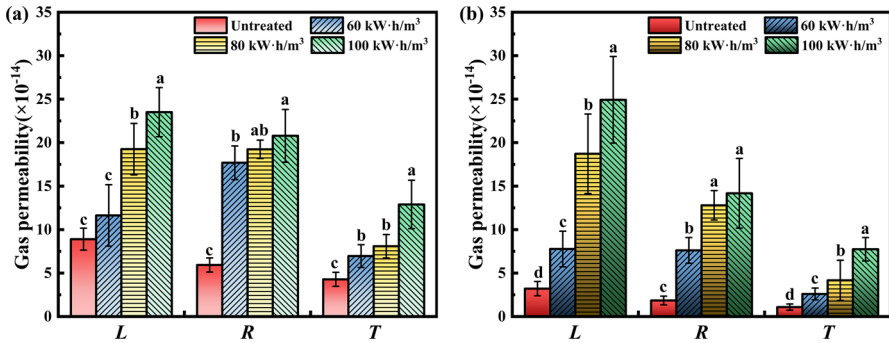 (a)
Untreated
60 kW·h/m³
80 kW·h/m³
100 kW·h/m³
Gas permeability(×10⁻¹⁴)
35
30
25
20
15
10
5
0
c
c
b
a
c
b
ab
a
c
b
b
a
L
R
T
(b)
Untreated
60 kW·h/m³
80 kW·h/m³
100 kW·h/m³
Gas permeability(×10⁻¹⁴)
35
30
25
20
15
10
5
0
d
c
b
a
c
b
a
a
d
c
b
a
L
R
T